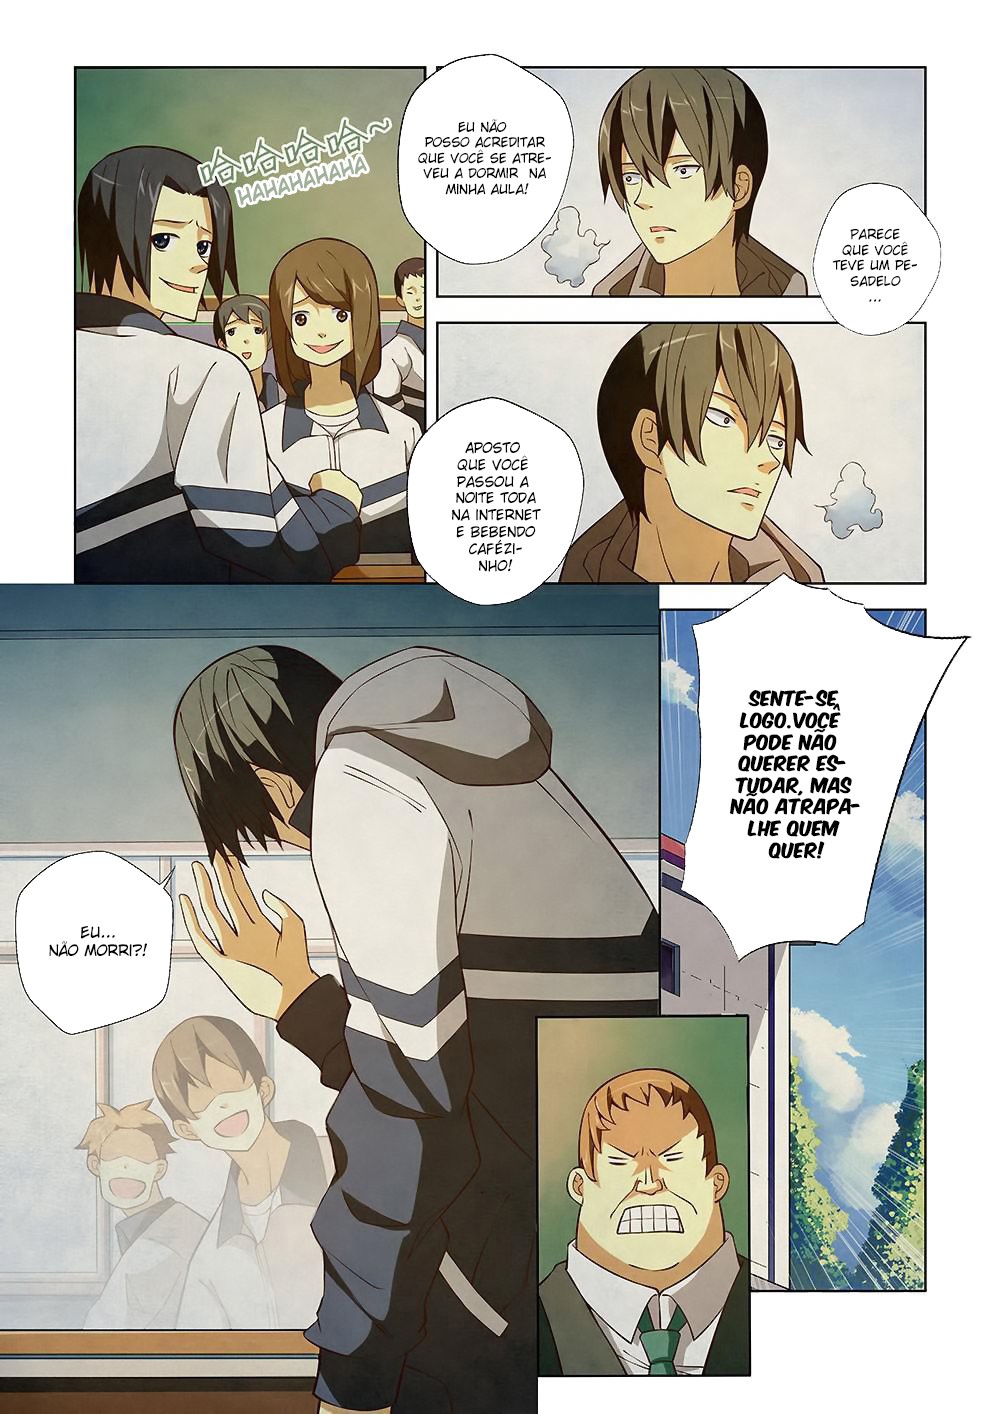 哈哈哈哈~
HAHAHAHAHA
EU NÃO
POSSO ACREDITAR
QUE VOCÊ SE ATRE-
VEU A DORMIR NA
MINHA AULA!
PARECE
QUE VOCÊ
TEVE UM PE-
SADELO
...
APOSTO
QUE VOCÊ
PASSOU A
NOITE TODA
NA INTERNET
E BEBENDO
CAFÉZI-
NHO!
SENTE-SE
LOGO.VOCÊ
PODE NÃO
QUERER ES-
TUDAR, MAS
NÃO ATRAPA-
LHE QUEM
QUER!
EU...
NÃO MORRI?!